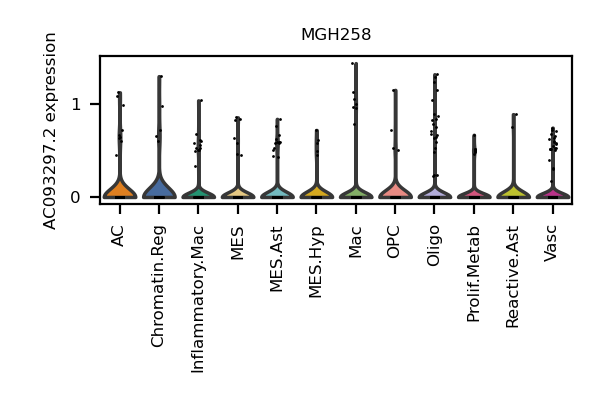 MGH258
AC093297.2 expression
1
0
AC
Chromatin.Reg
Inflammatory.Mac
MES
MES.Ast
MES.Hyp
Mac
OPC
Oligo
Prolif.Metab
Reactive.Ast
Vasc